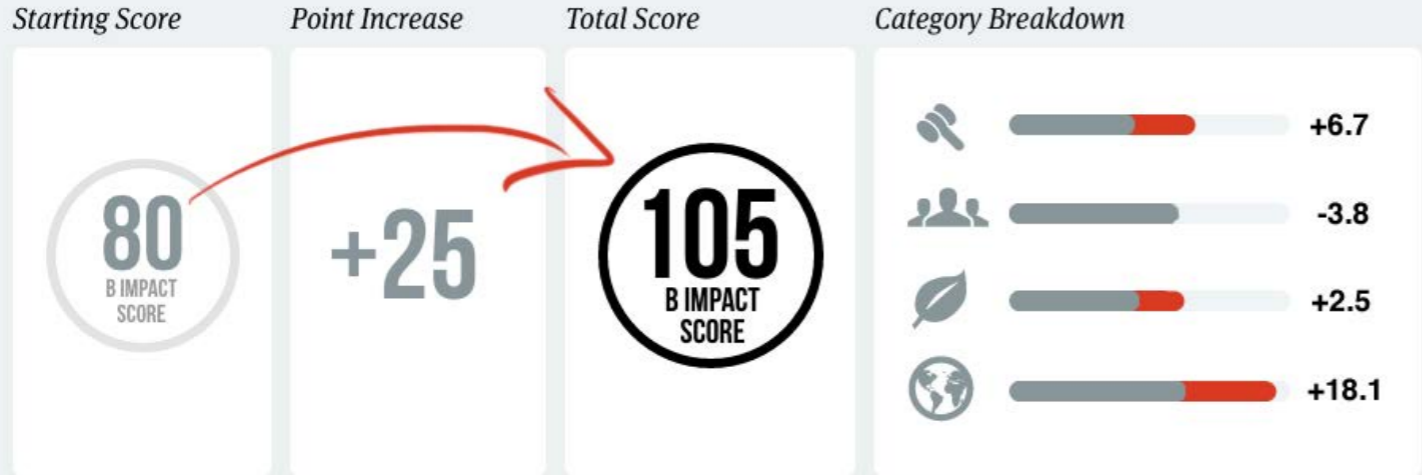 Starting Score
Point Increase
Total Score
Category Breakdown
80
B IMPACT
SCORE
+25
105
B IMPACT
SCORE
+6.7
-3.8
+2.5
+18.1